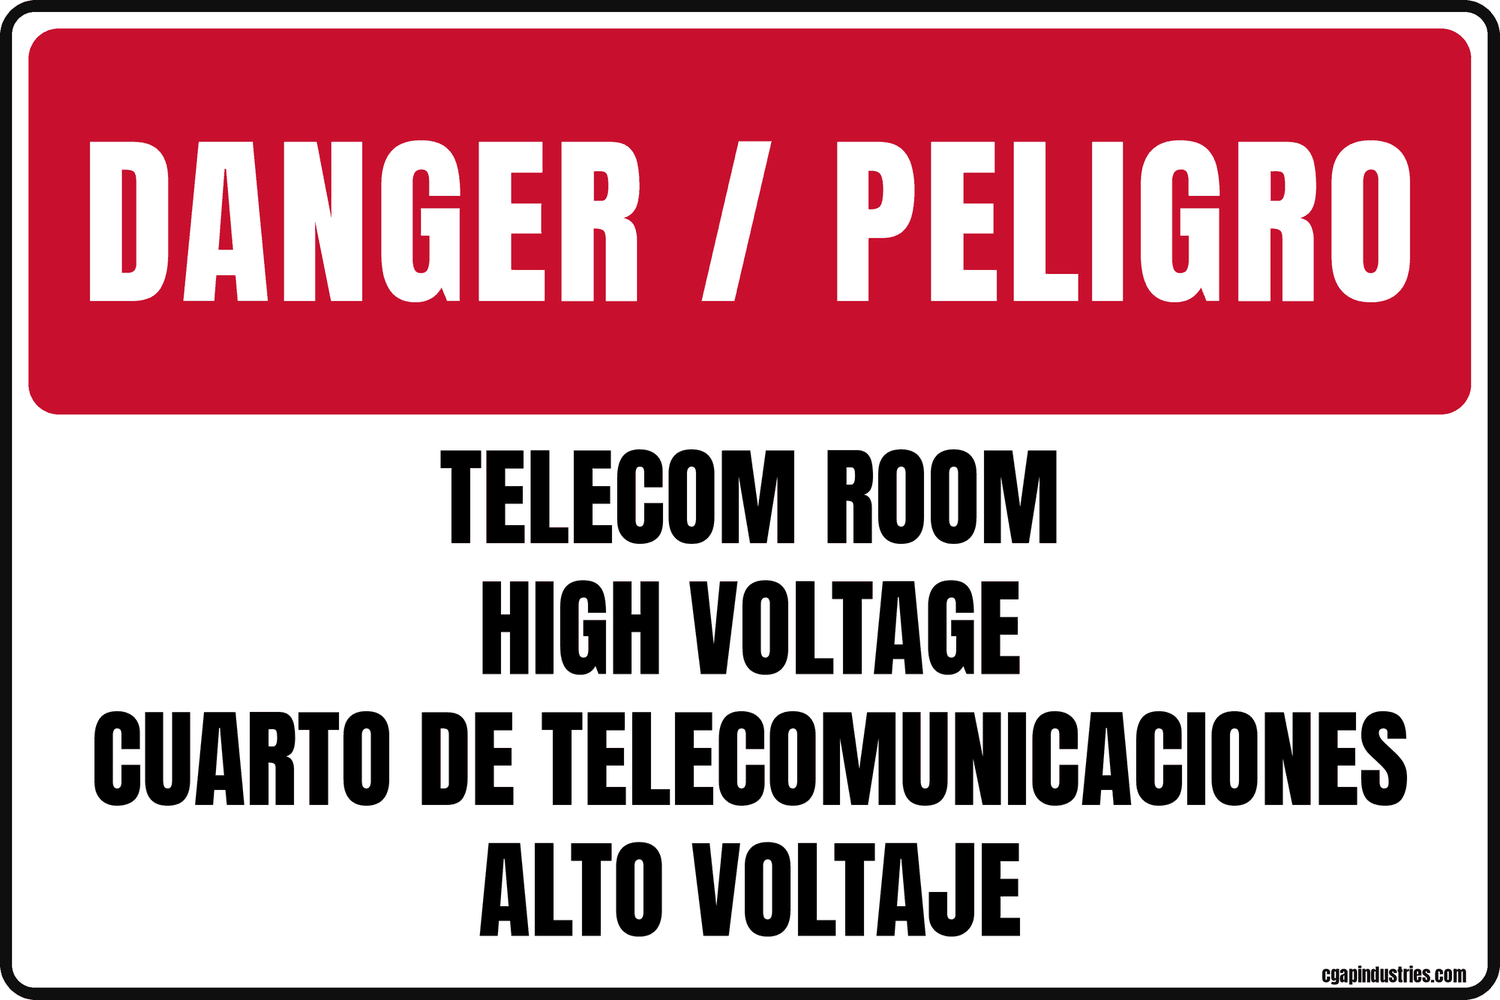 DANGER / PELIGRO
TELECOM ROOM
HIGH VOLTAGE
CUARTO DE TELECOMUNICACIONES
ALTO VOLTAJE
cgapindustries.com